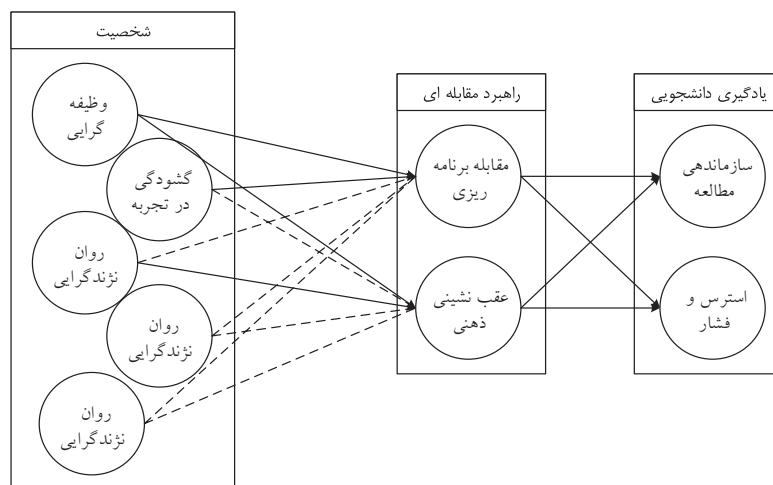 شخصیت
وظیفه
گرایی
گشودگی
در تجربه
روان
نژندگرایی
روان
نژندگرایی
روان
نژندگرایی
راهبرد مقابله ای
مقابله برنامه
ریزی
عقب نشینی
ذهنی
یادگیری دانشجویی
سازماندهی
مطالعه
استرس و
فشار